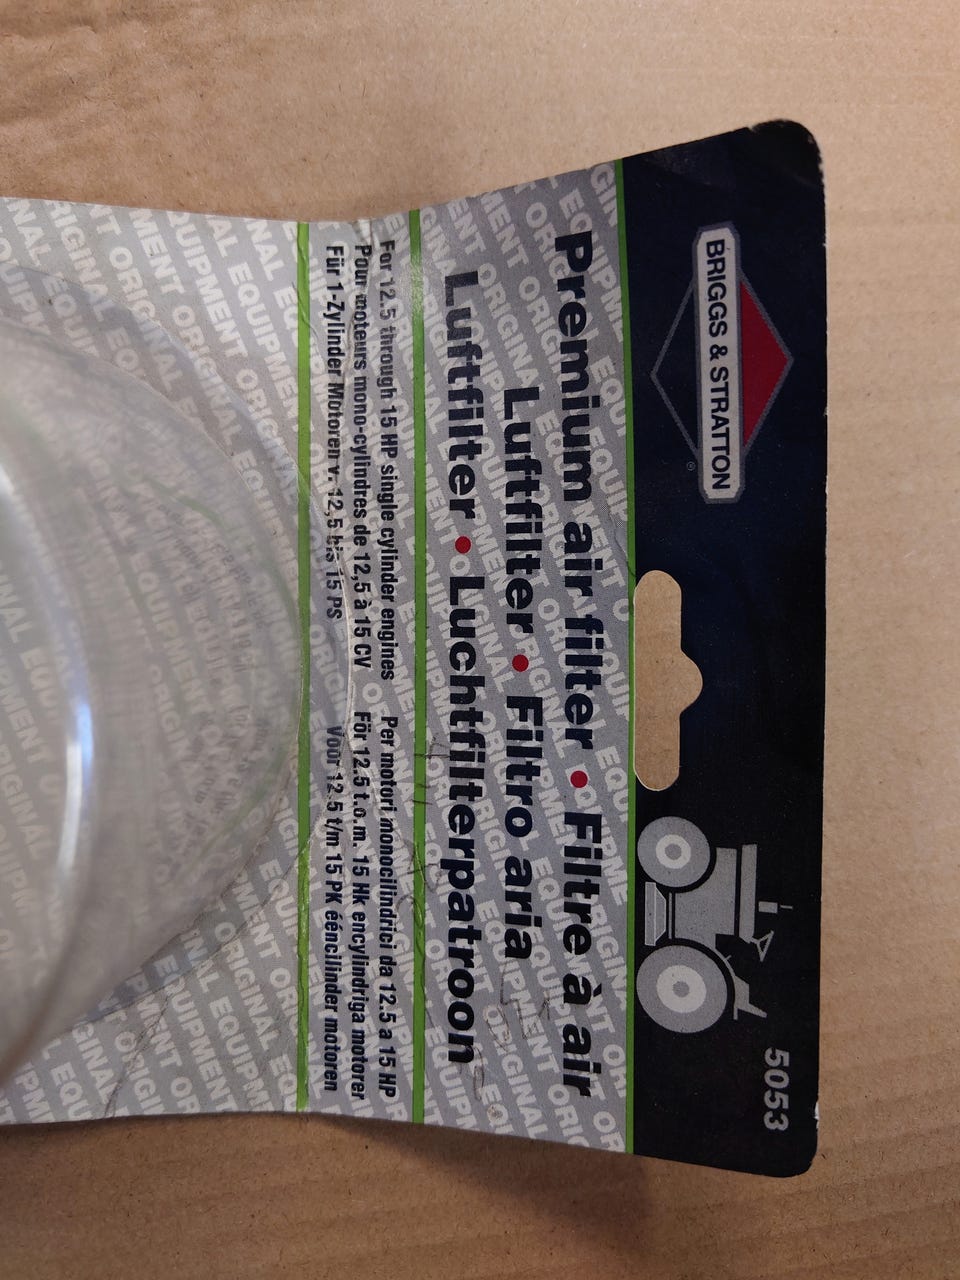 BRIGGS & STRATTON
®
5053
Premium air filter • Filtre à air
Luftfilter • Filtro aria
Luftfilter • Luchtfilterpatroon
For 12.5 through 15 HP single cylinder engines
Pour moteurs mono-cylindres de 12,5 à 15 CV
Für 1-Zylinder Motoren v. 12,5 bis 15 PS
Per motori monocilindrici da 12.5 a 15 HP
För 12.5 t.o.m. 15 Hk encylindriga motorer
Voor 12.5 t/m 15 PK ééncilinder motoren
ORIGINAL EQUIPMENT